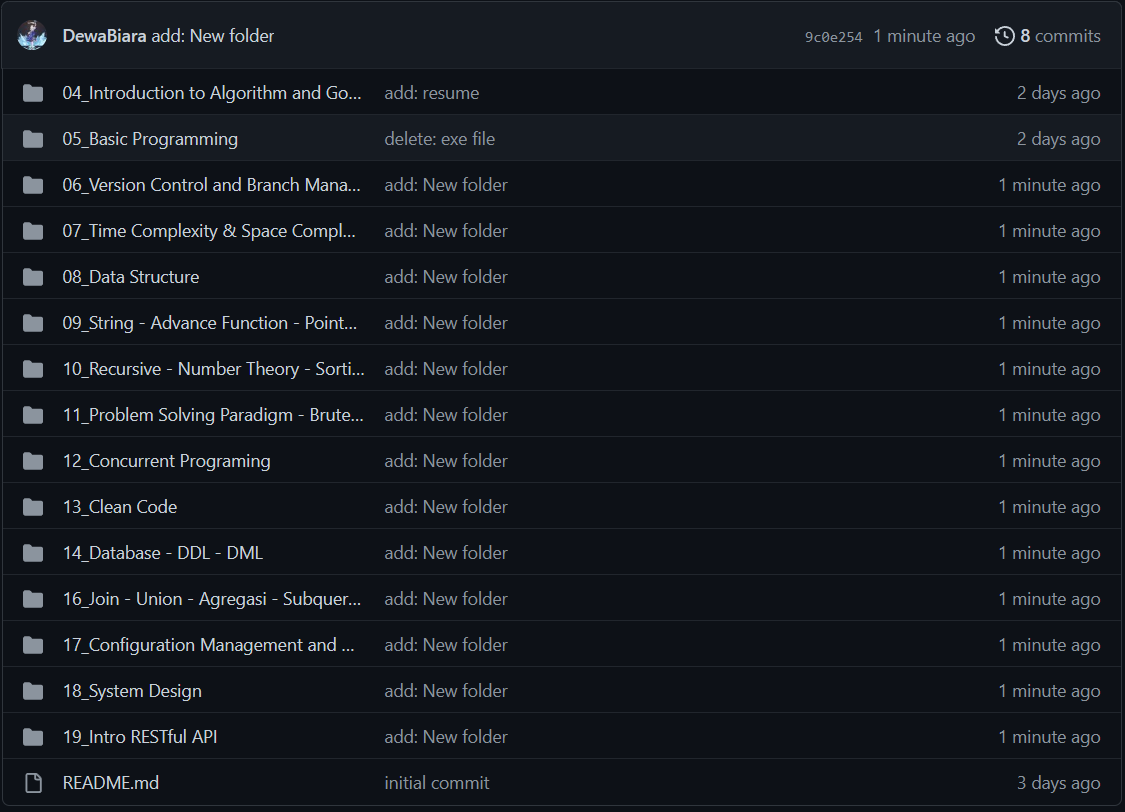 DewaBiara add: New folder 9c0e254 1 minute ago 8 commits
04_Introduction to Algorithm and Go... add: resume 2 days ago
05_Basic Programming delete: exe file 2 days ago
06_Version Control and Branch Mana... add: New folder 1 minute ago
07_Time Complexity & Space Compl... add: New folder 1 minute ago
08_Data Structure add: New folder 1 minute ago
09_String - Advance Function - Point... add: New folder 1 minute ago
10_Recursive - Number Theory - Sorti... add: New folder 1 minute ago
11_Problem Solving Paradigm - Brute... add: New folder 1 minute ago
12_Concurrent Programing add: New folder 1 minute ago
13_Clean Code add: New folder 1 minute ago
14_Database - DDL - DML add: New folder 1 minute ago
16_Join - Union - Agregasi - Subquer... add: New folder 1 minute ago
17_Configuration Management and ... add: New folder 1 minute ago
18_System Design add: New folder 1 minute ago
19_Intro RESTful API add: New folder 1 minute ago
README.md initial commit 3 days ago